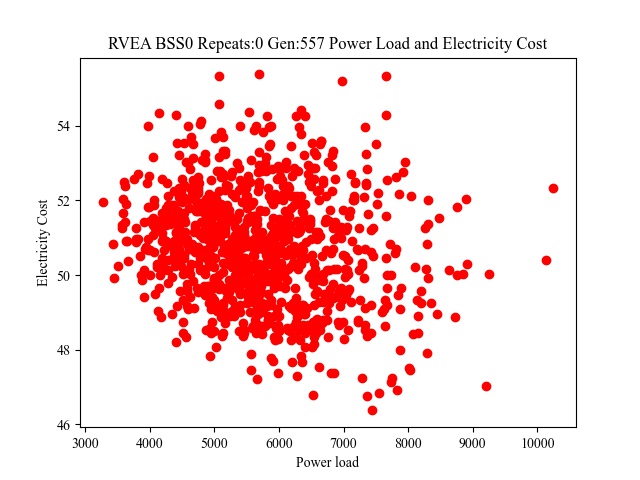 RVEA BSS0 Repeats:0 Gen:557 Power Load and Electricity Cost
Electricity Cost
54
52
50
48
46
3000 4000 5000 6000 7000 8000 9000 10000
Power load